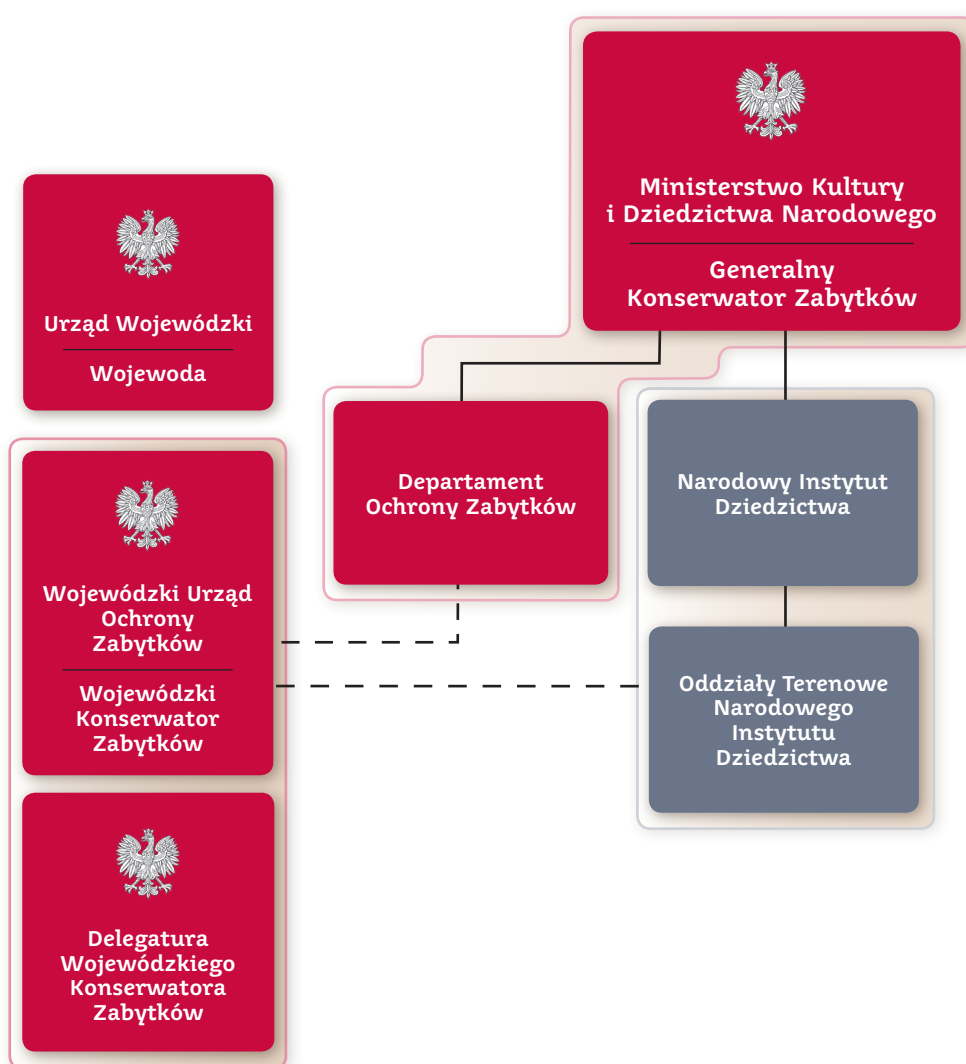 Ministerstwo Kultury
i Dziedzictwa Narodowego
Generalny
Konserwator Zabytków
Urząd Wojewódzki
Wojewoda
Departament
Ochrony Zabytków
Narodowy Instytut
Dziedzictwa
Wojewódzki Urząd
Ochrony
Zabytków
Wojewódzki
Konserwator
Zabytków
Oddziały Terenowe
Narodowego
Instytutu
Dziedzictwa
Delegatura
Wojewódzkiego
Konserwatora
Zabytków